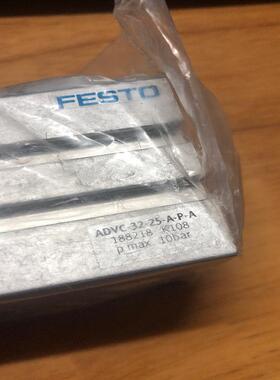 FESTO
ADVC-32-25-A-P-A
188218 K108
p max 10bar